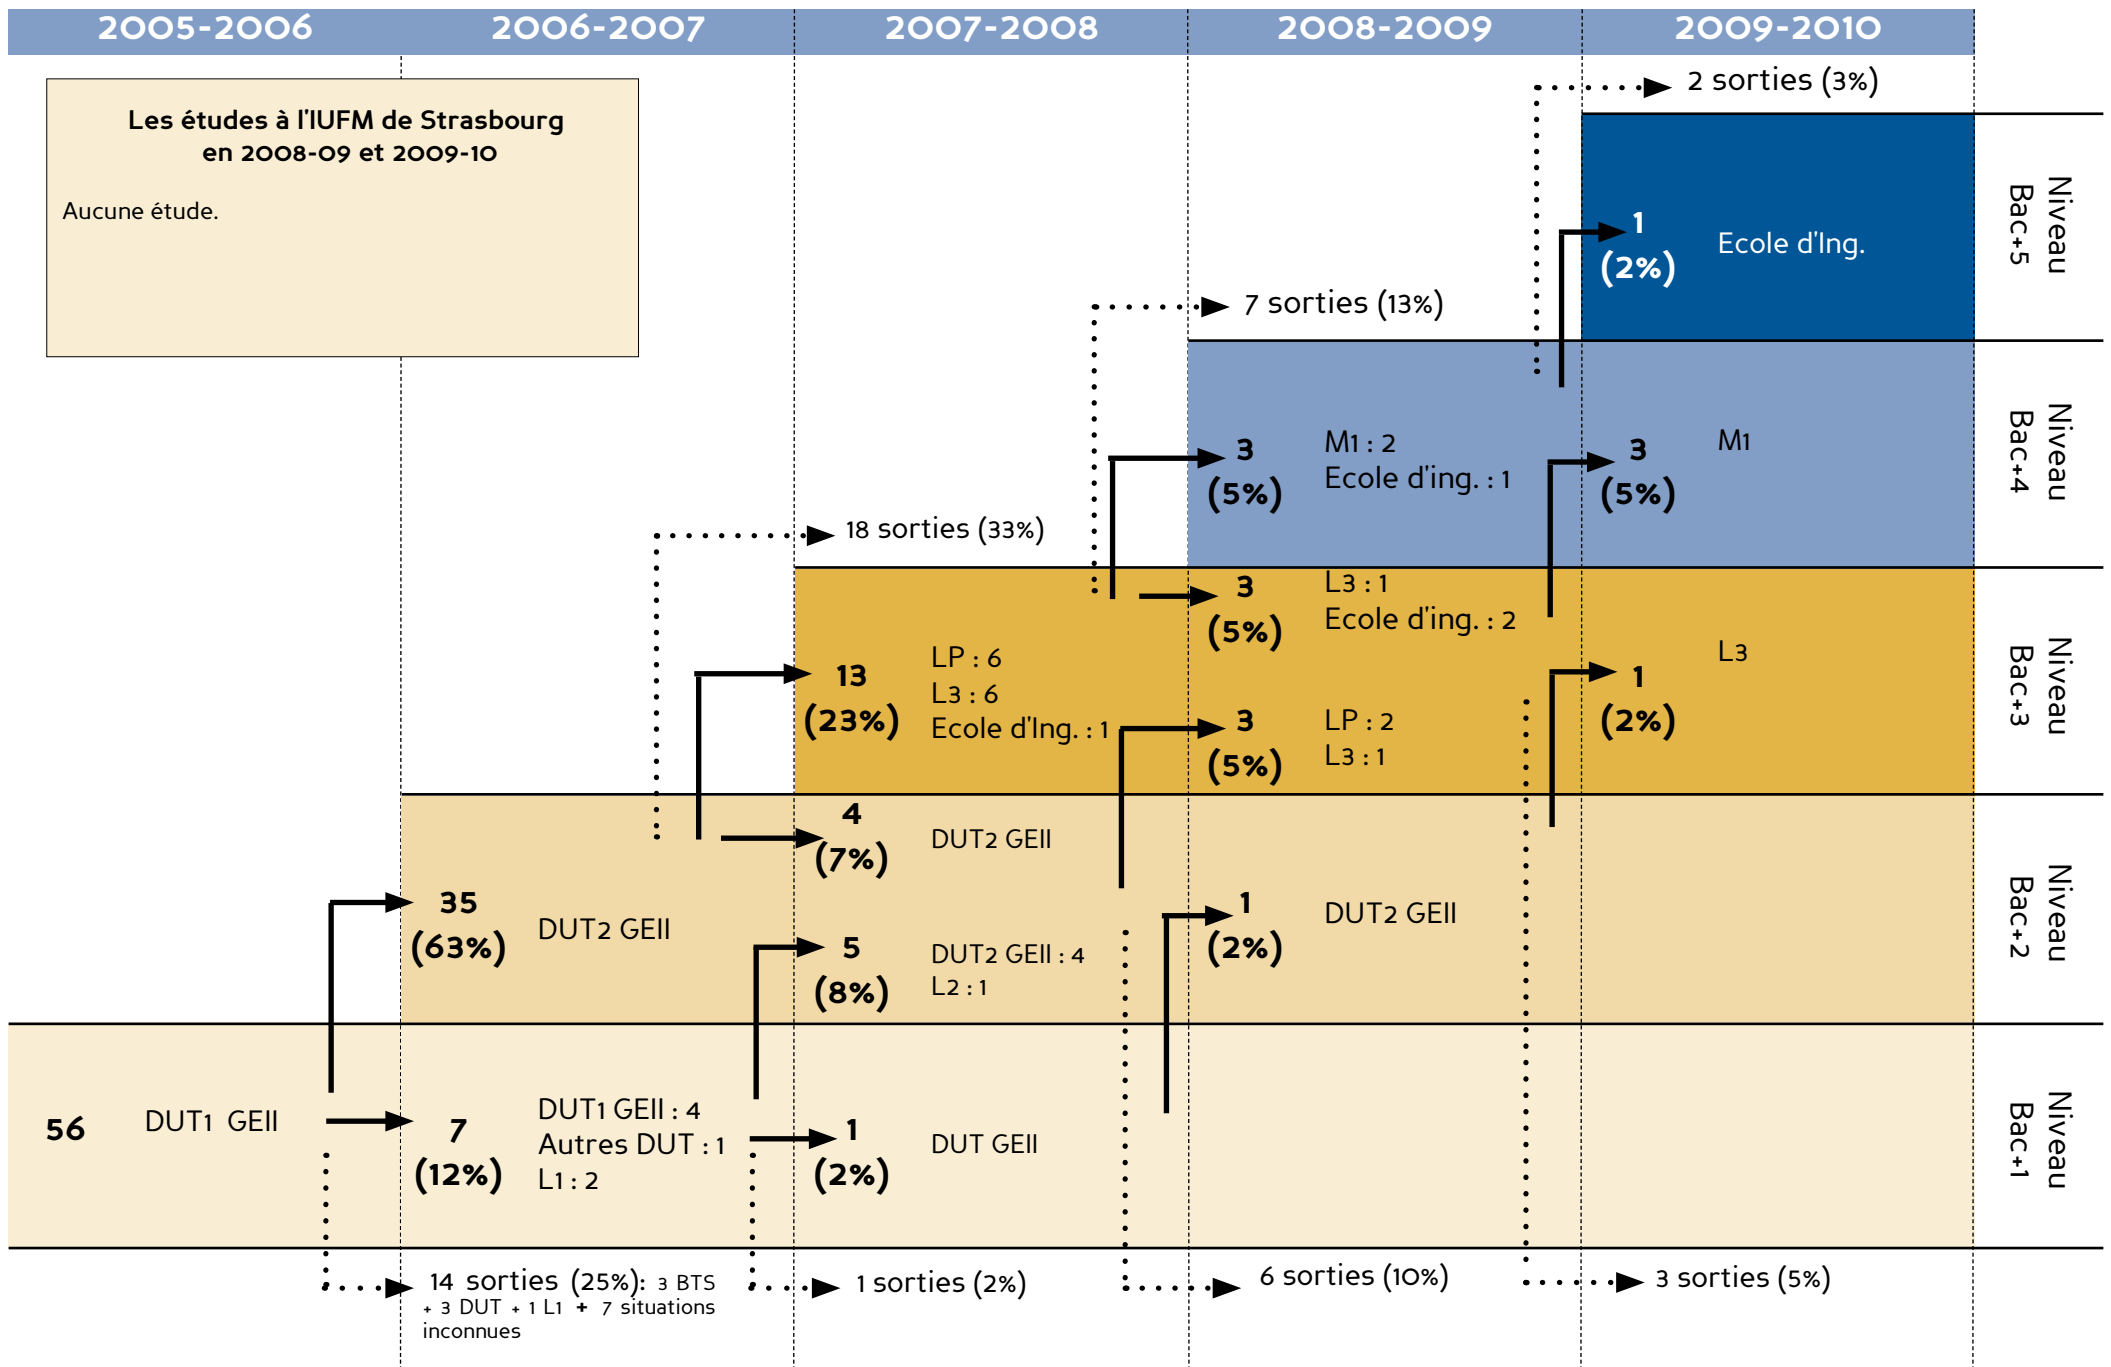 2005-2006 2006-2007 2007-2008 2008-2009 2009-2010
Les études à l'IUFM de Strasbourg
en 2008-09 et 2009-10
Aucune étude.
2 sorties (3%)
1
(2%)
Ecole d'Ing.
Niveau
Bac+5
7 sorties (13%)
3
(5%)
M1 : 2
Ecole d'ing. : 1
3
(5%)
M1
Niveau
Bac+4
18 sorties (33%)
13
(23%)
LP : 6
L3 : 6
Ecole d'Ing. : 1
3
(5%)
L3 : 1
Ecole d'ing. : 2
3
(5%)
LP : 2
L3 : 1
1
(2%)
L3
Niveau
Bac+3
35
(63%)
DUT2 GEII
4
(7%)
DUT2 GEII
5
(8%)
DUT2 GEII : 4
L2 : 1
1
(2%)
DUT2 GEII
Niveau
Bac+2
56
DUT1 GEII
7
(12%)
DUT1 GEII : 4
Autres DUT : 1
L1 : 2
1
(2%)
DUT GEII
Niveau
Bac+1
14 sorties (25%): 3 BTS
+ 3 DUT + 1 L1 + 7 situations
inconnues
1 sorties (2%)
6 sorties (10%)
3 sorties (5%)